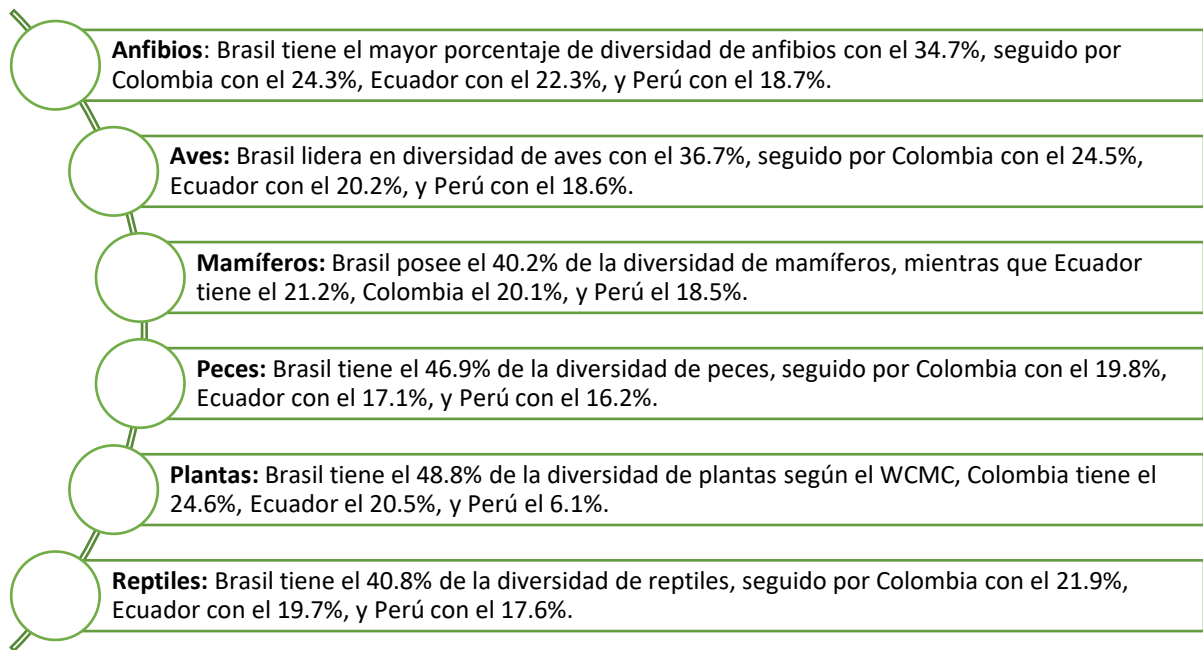 Anfibios: Brasil tiene el mayor porcentaje de diversidad de anfibios con el 34.7%, seguido por
Colombia con el 24.3%, Ecuador con el 22.3%, y Perú con el 18.7%.
Aves: Brasil lidera en diversidad de aves con el 36.7%, seguido por Colombia con el 24.5%,
Ecuador con el 20.2%, y Perú con el 18.6%.
Mamíferos: Brasil posee el 40.2% de la diversidad de mamíferos, mientras que Ecuador
tiene el 21.2%, Colombia el 20.1%, y Perú el 18.5%.
Peces: Brasil tiene el 46.9% de la diversidad de peces, seguido por Colombia con el 19.8%,
Ecuador con el 17.1%, y Perú con el 16.2%.
Plantas: Brasil tiene el 48.8% de la diversidad de plantas según el WCMC, Colombia tiene el
24.6%, Ecuador el 20.5%, y Perú el 6.1%.
Reptiles: Brasil tiene el 40.8% de la diversidad de reptiles, seguido por Colombia con el 21.9%,
Ecuador con el 19.7%, y Perú con el 17.6%.